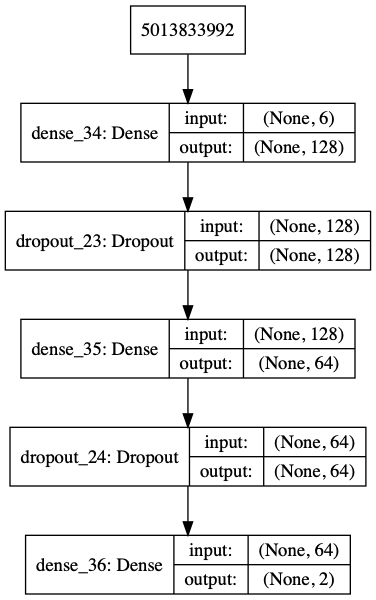 5013833992
dense_34: Dense
input: (None, 6)
output: (None, 128)
dropout_23: Dropout
input: (None, 128)
output: (None, 128)
dense_35: Dense
input: (None, 128)
output: (None, 64)
dropout_24: Dropout
input: (None, 64)
output: (None, 64)
dense_36: Dense
input: (None, 64)
output: (None, 2)